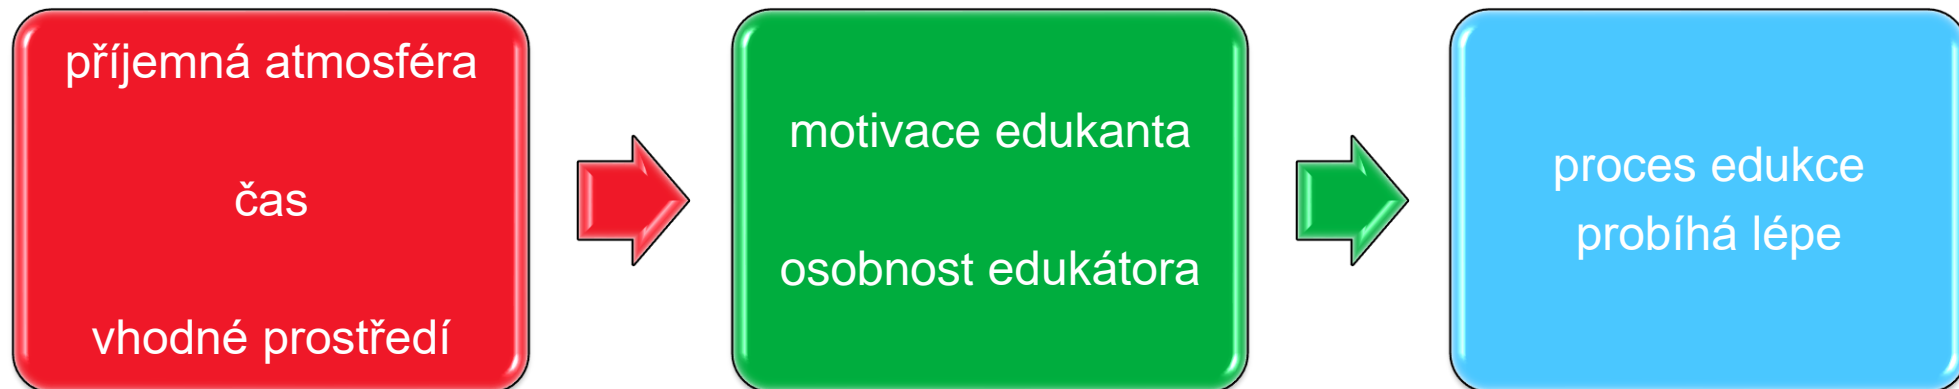 příjemná atmosféra
čas
vhodné prostředí
motivace edukanta
osobnost edukátora
proces edukce
probíhá lépe